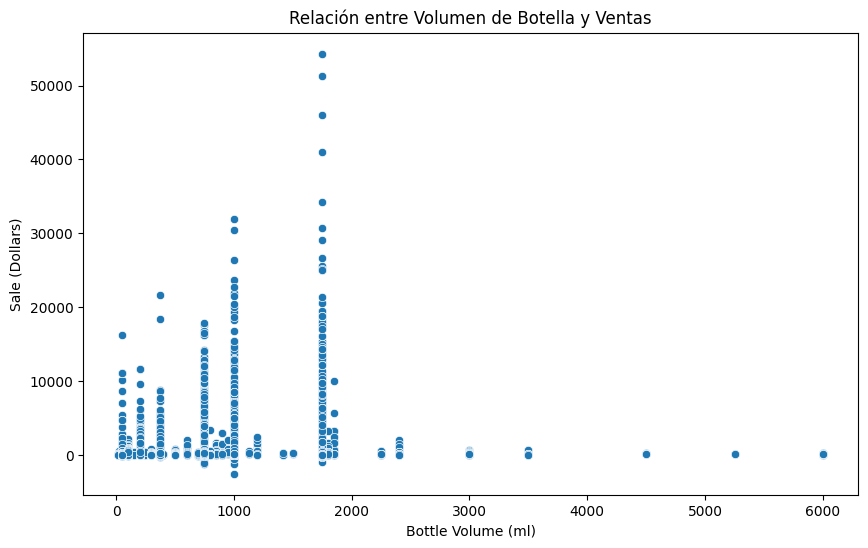 Relación entre Volumen de Botella y Ventas
50000
40000
30000
20000
10000
0
Sale (Dollars)
0 1000 2000 3000 4000 5000 6000
Bottle Volume (ml)